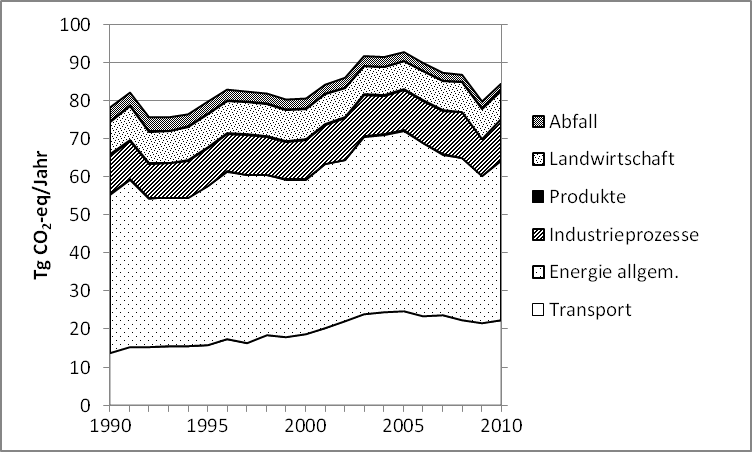 100
90
80
70
60
50
40
30
20
10
0
Tg CO₂-eq/Jahr
1990 1995 2000 2005 2010
Abfall
Landwirtschaft
Produkte
Industrieprozesse
Energie allgem.
Transport